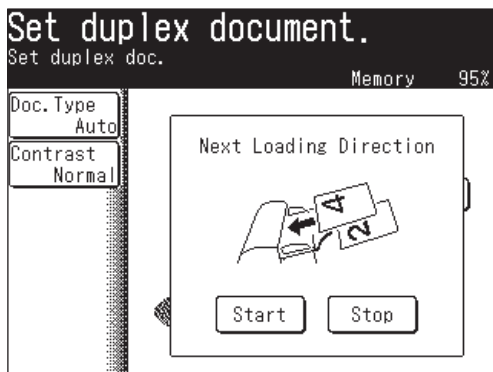 Set duplex document.
Set duplex doc.
Memory 95%
Doc.Type
Auto
Contrast
Normal
Next Loading Direction
4
2
Start Stop